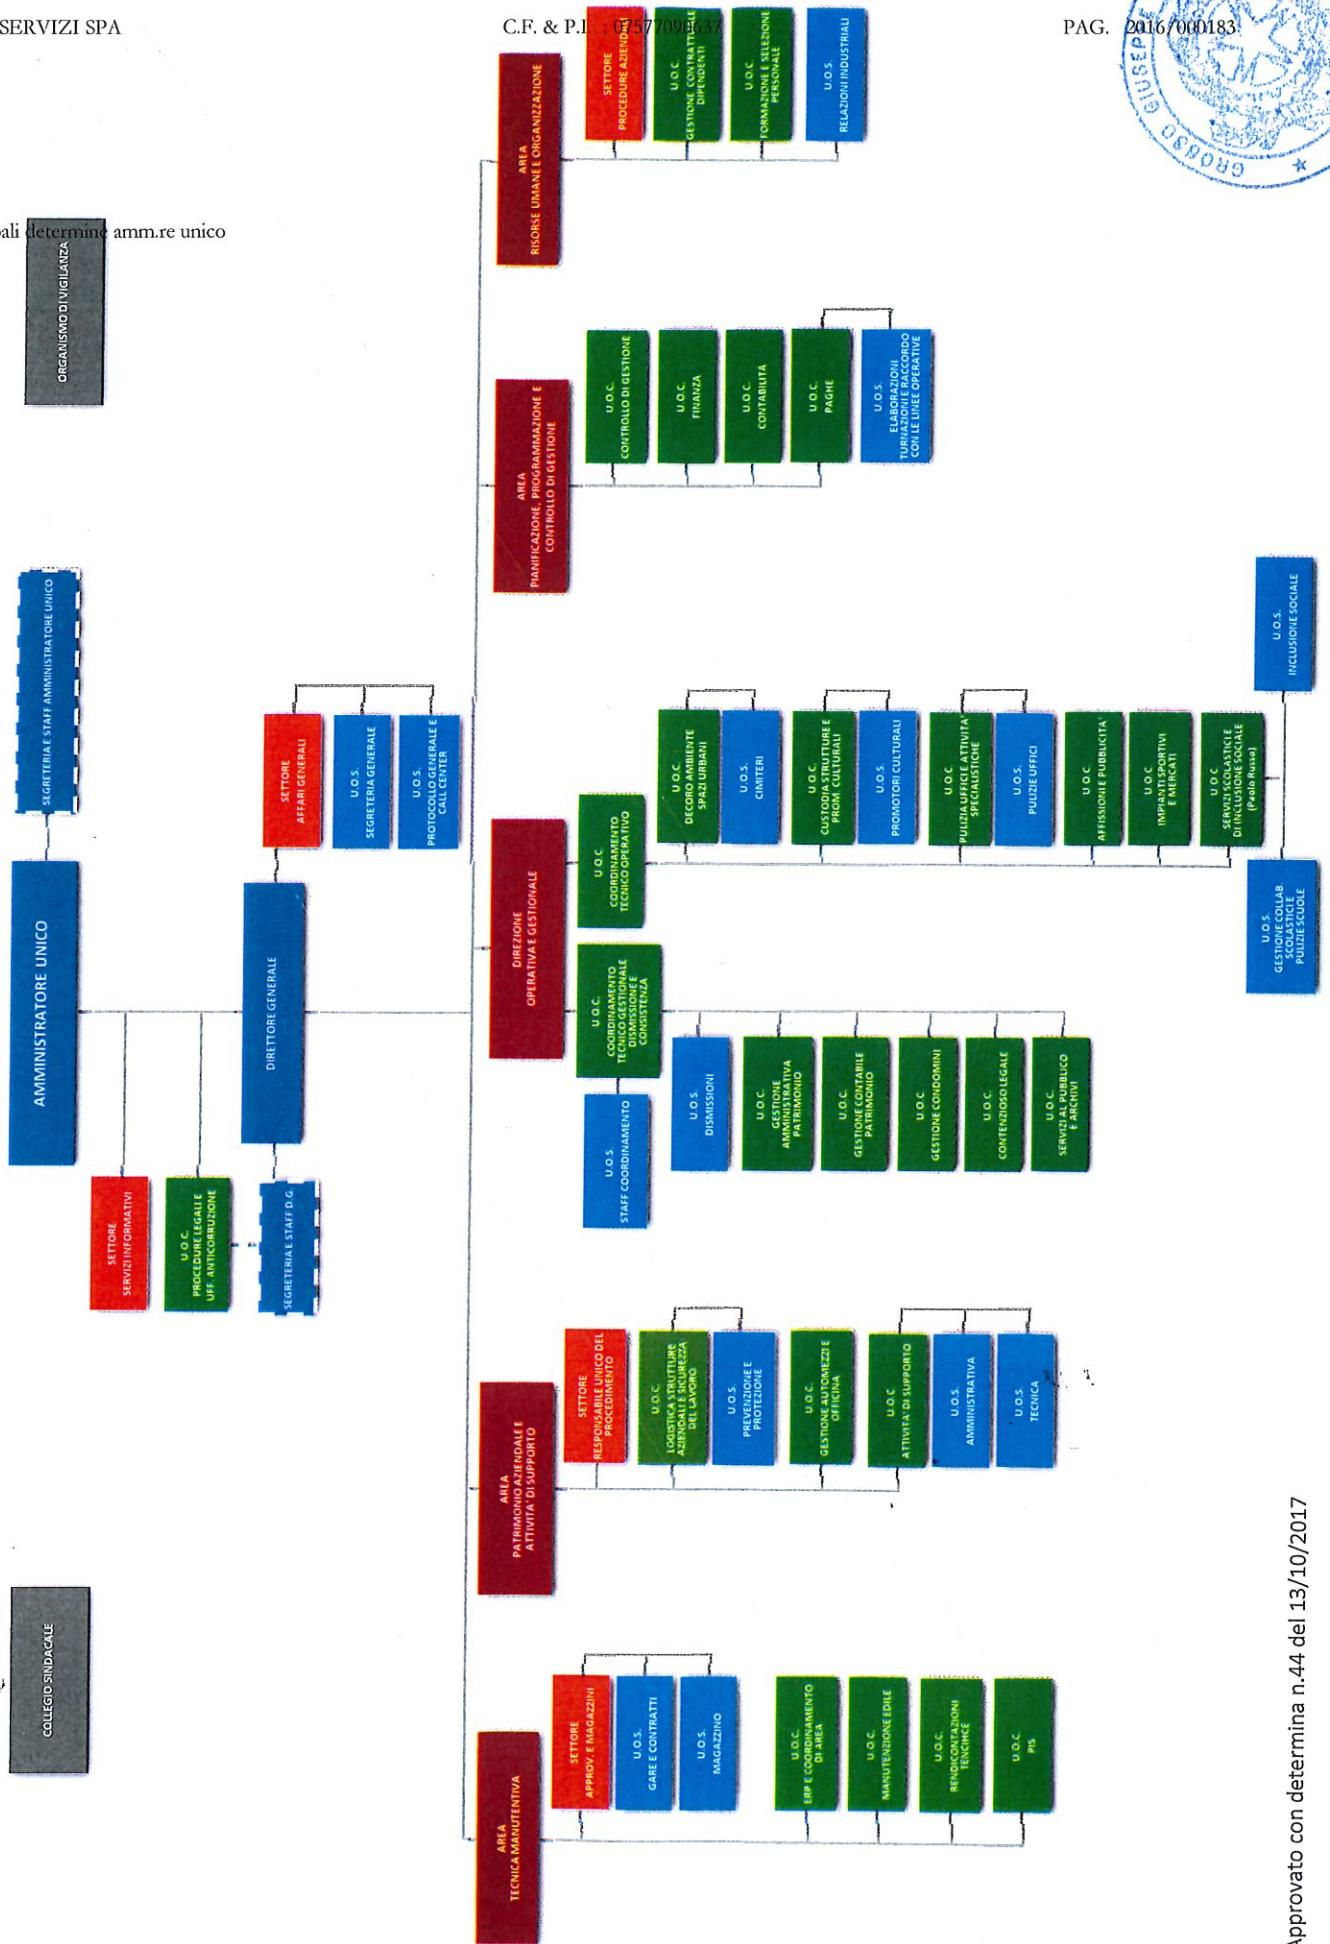 SERVIZI SPA
C.F. & P.I. : 07577090637
PAG. 2016/000183
determine amm.re unico
GROSSO GIUSEPPE
COLLEGIO SINDACALE
AMMINISTRATORE UNICO
SEGRETERIA E STAFF AMMINISTRATORE UNICO
ORGANISMO DI VIGILANZA
SETTORE
SERVIZI INFORMATIVI
U.O.C.
PROCEDURE LEGALI E
UFF. ANTICORRUZIONE
SEGRETERIA E STAFF D.G.
DIRETTORE GENERALE
SETTORE
AFFARI GENERALI
U.O.S.
SEGRETERIA GENERALE
U.O.S.
PROTOCOLLO GENERALE E
CALL CENTER
AREA
TECNICA MANUTENTIVA
SETTORE
APPROV. E MAGAZZINI
U.O.S.
GARE E CONTRATTI
U.O.S.
MAGAZZINO
U.O.C.
ERP E COORDINAMENTO
DI AREA
U.O.C.
MANUTENZIONE EDILE
U.O.C.
RENDICONTAZIONI
TENCIHCE
U.O.C
PIS
AREA
PATRIMONIO AZIENDALE E
ATTIVITA' DI SUPPORTO
SETTORE
RESPONSABILE UNICO DEL
PROCEDIMENTO
U.O.C.
LOGISTICA STRUTTURE
AZIENDALI E SICUREZZA
DEL LAVORO
U.O.S.
PREVENZIONE E
PROTEZIONE
U.O.C.
GESTIONE AUTOMEZZI E
OFFICINA
U.O.C.
ATTIVITA' DI SUPPORTO
U.O.S.
AMMINISTRATIVA
U.O.S.
TECNICA
DIREZIONE
OPERATIVA E GESTIONALE
U.O.S.
STAFF COORDINAMENTO
U.O.C.
COORDINAMENTO
TECNICO GESTIONALE
DISMISSIONE E
CONSISTENZA
U.O.S.
DISMISSIONI
U.O.C.
GESTIONE
AMMINISTRATIVA
PATRIMONIO
U.O.C.
GESTIONE CONTABILE
PATRIMONIO
U.O.C.
GESTIONE CONDOMINI
U.O.C.
CONTENZIOSO LEGALE
U.O.C.
SERVIZI AL PUBBLICO
E ARCHIVI
U.O.C.
COORDINAMENTO
TECNICO OPERATIVO
U.O.C.
DECORO AMBIENTE
SPAZI URBANI
U.O.S.
CIMITERI
U.O.C.
CUSTODIA STRUTTURE E
PROM. CULTURALI
U.O.S.
PROMOTORI CULTURALI
U.O.C.
PULIZIA UFFICI E ATTIVITA'
SPECIALISTICHE
U.O.S.
PULIZIE UFFICI
U.O.C.
AFFISSIONI E PUBBLICITA'
U.O.C.
IMPIANTI SPORTIVI
E MERCATI
U.O.C
SERVIZI SCOLASTICI E
DI INCLUSIONE SOCIALE
(Paolo Russo)
U.O.S.
GESTIONE COLLAB.
SCOLASTICI E
PULIZIE SCUOLE
U.O.S.
INCLUSIONE SOCIALE
AREA
PIANIFICAZIONE, PROGRAMMAZIONE E
CONTROLLO DI GESTIONE
U.O.C.
CONTROLLO DI GESTIONE
U.O.C.
FINANZA
U.O.C.
CONTABILITA
U.O.C.
PAGHE
U.O.S.
ELABORAZIONI
TURNAZIONI E RACCORDO
CON LE LINEE OPERATIVE
AREA
RISORSE UMANE E ORGANIZZAZIONE
SETTORE
PROCEDURE AZIENDALI
U.O.C.
GESTIONE CONTRATTUALE
DIPENDENTI
U.O.C.
FORMAZIONE E SELEZIONE
PERSONALE
U.O.S.
RELAZIONI INDUSTRIALI
Approvato con determina n.44 del 13/10/2017